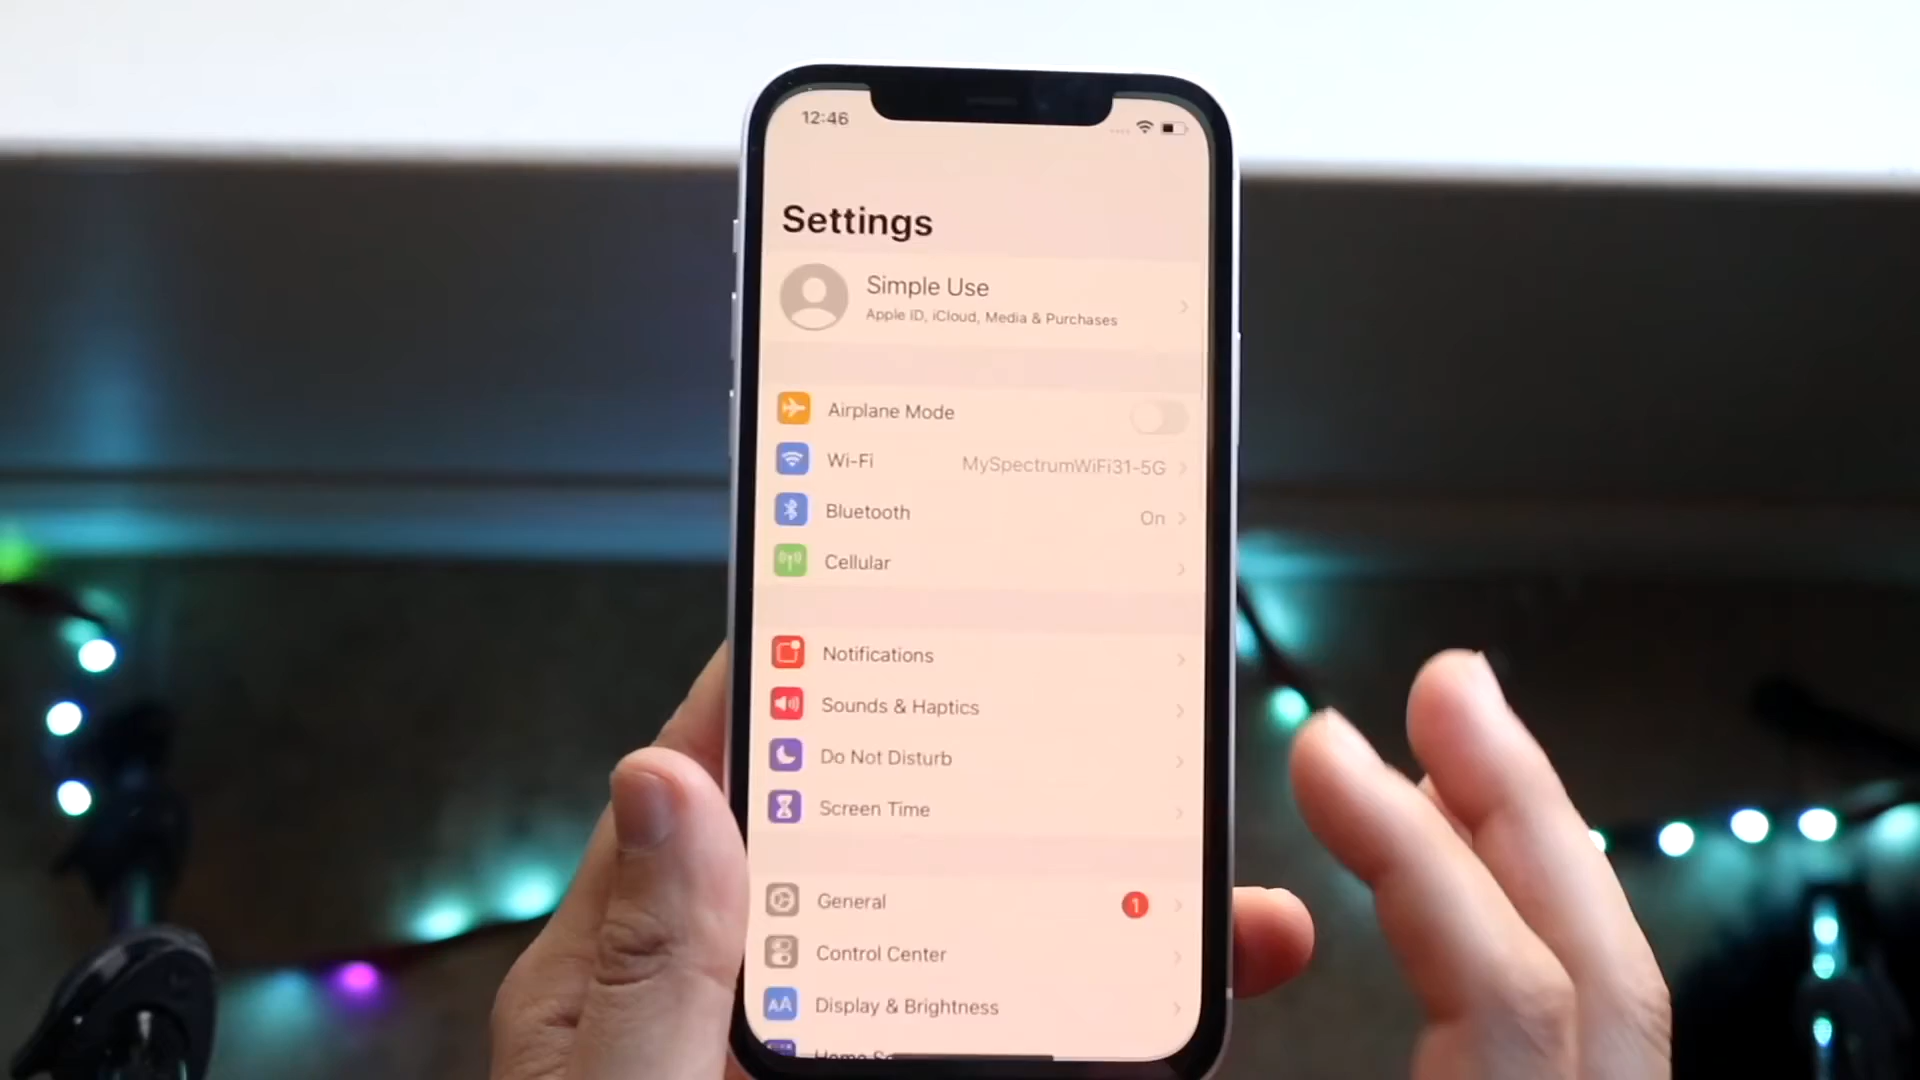 12:46
Settings
Simple Use
Apple ID, iCloud, Media & Purchases
Airplane Mode
Wi-Fi MySpectrumWiFi31-5G
Bluetooth On
Cellular
Notifications
Sounds & Haptics
Do Not Disturb
Screen Time
General 1
Control Center
AA Display & Brightness
Home